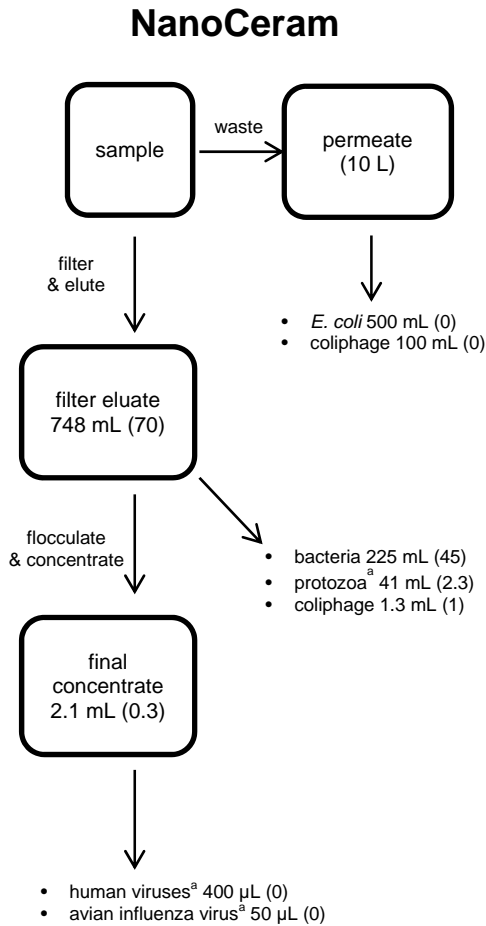 NanoCeram
sample
waste
permeate
(10 L)
filter
& elute
• E. coli 500 mL (0)
• coliphage 100 mL (0)
filter eluate
748 mL (70)
flocculate
& concentrate
• bacteria 225 mL (45)
• protozoaᵃ 41 mL (2.3)
• coliphage 1.3 mL (1)
final
concentrate
2.1 mL (0.3)
• human virusesᵃ 400 µL (0)
• avian influenza virusᵃ 50 µL (0)